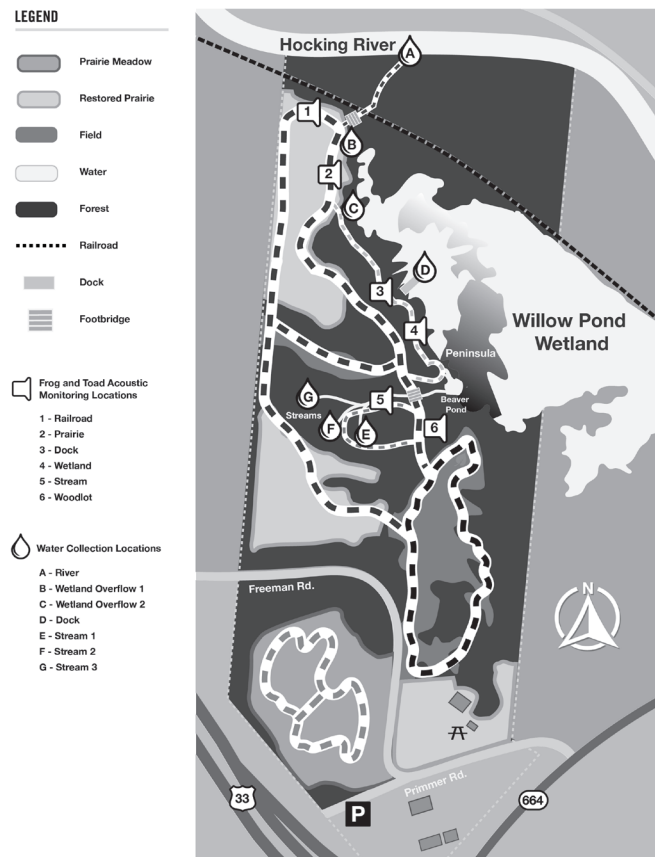 LEGEND
Prairie Meadow
Restored Prairie
Field
Water
Forest
Railroad
Dock
Footbridge
Frog and Toad Acoustic
Monitoring Locations
1 - Railroad
2 - Prairie
3 - Dock
4 - Wetland
5 - Stream
6 - Woodlot
Water Collection Locations
A - River
B - Wetland Overflow 1
C - Wetland Overflow 2
D - Dock
E - Stream 1
F - Stream 2
G - Stream 3
Hocking River
A
1
B
2
C
D
3
4
Willow Pond
Wetland
Peninsula
G
5
Beaver
Pond
Streams
F
E
6
Freeman Rd.
N
Primmer Rd.
33
P
664